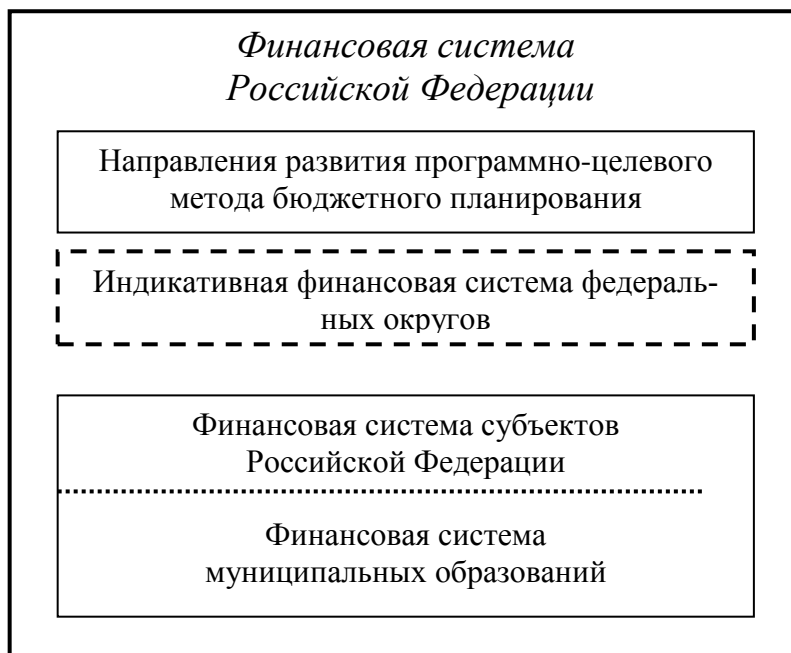 Финансовая система
Российской Федерации
Направления развития программно-целевого
метода бюджетного планирования
Индикативная финансовая система федераль-
ных округов
Финансовая система субъектов
Российской Федерации
Финансовая система
муниципальных образований